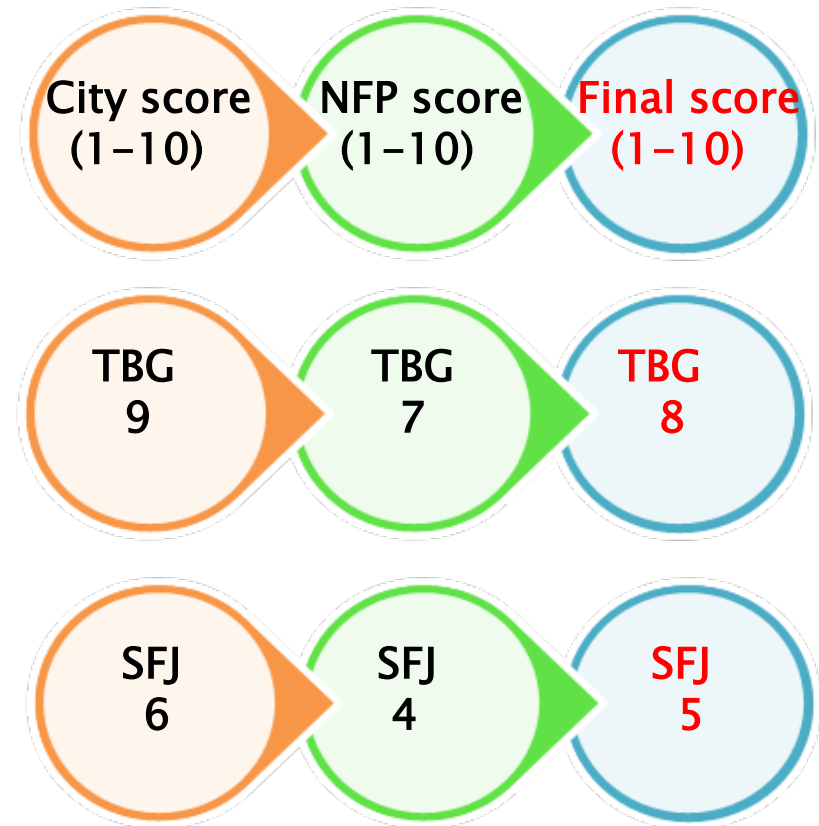 City score
(1-10)
NFP score
(1-10)
Final score
(1-10)
TBG
9
TBG
7
TBG
8
SFJ
6
SFJ
4
SFJ
5